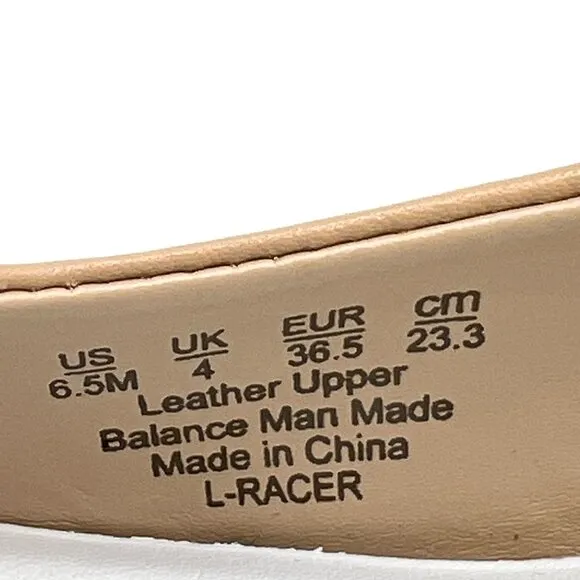 US UK EUR cm
6.5M 4 36.5 23.3
Leather Upper
Balance Man Made
Made in China
L-RACER